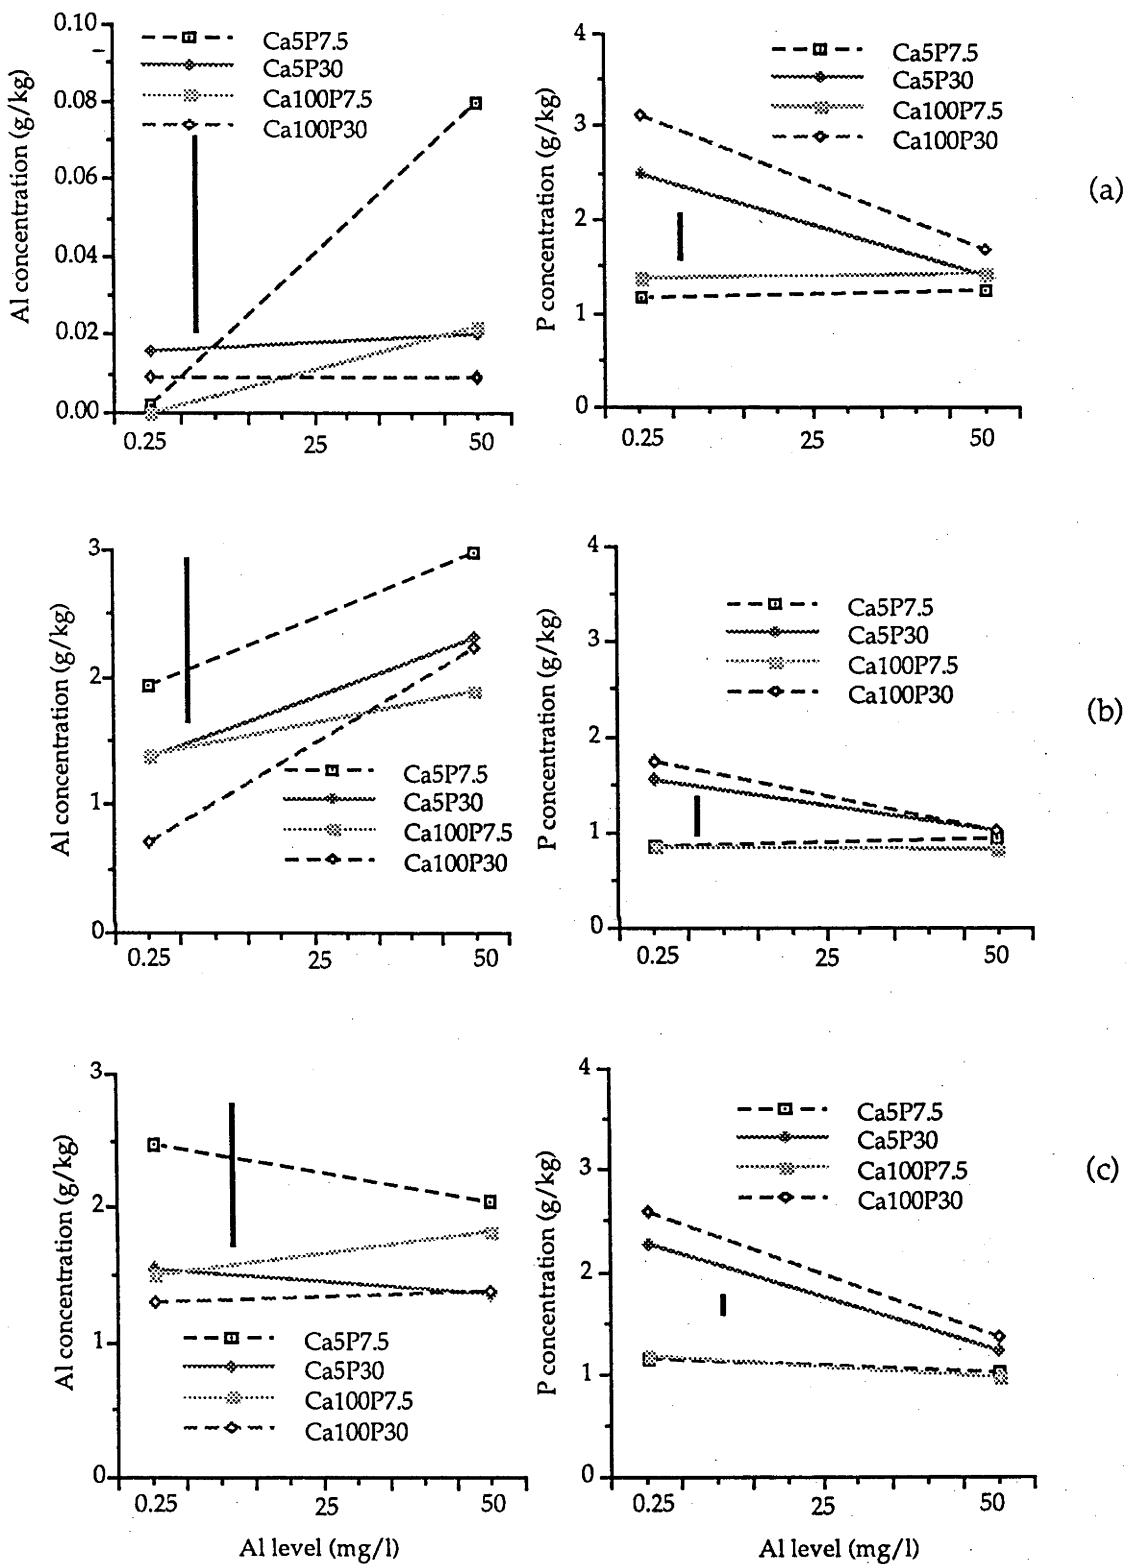 Al concentration (g/kg)
0.10
0.08
0.06
0.04
0.02
0.00
0.25 25 50
Ca5P7.5
Ca5P30
Ca100P7.5
Ca100P30
P concentration (g/kg)
4
3
2
1
0
0.25 25 50
Ca5P7.5
Ca5P30
Ca100P7.5
Ca100P30
(a)
Al concentration (g/kg)
3
2
1
0
0.25 25 50
Ca5P7.5
Ca5P30
Ca100P7.5
Ca100P30
P concentration (g/kg)
4
3
2
1
0
0.25 25 50
Ca5P7.5
Ca5P30
Ca100P7.5
Ca100P30
(b)
Al concentration (g/kg)
3
2
1
0
0.25 25 50
Al level (mg/l)
Ca5P7.5
Ca5P30
Ca100P7.5
Ca100P30
P concentration (g/kg)
4
3
2
1
0
0.25 25 50
Al level (mg/l)
Ca5P7.5
Ca5P30
Ca100P7.5
Ca100P30
(c)